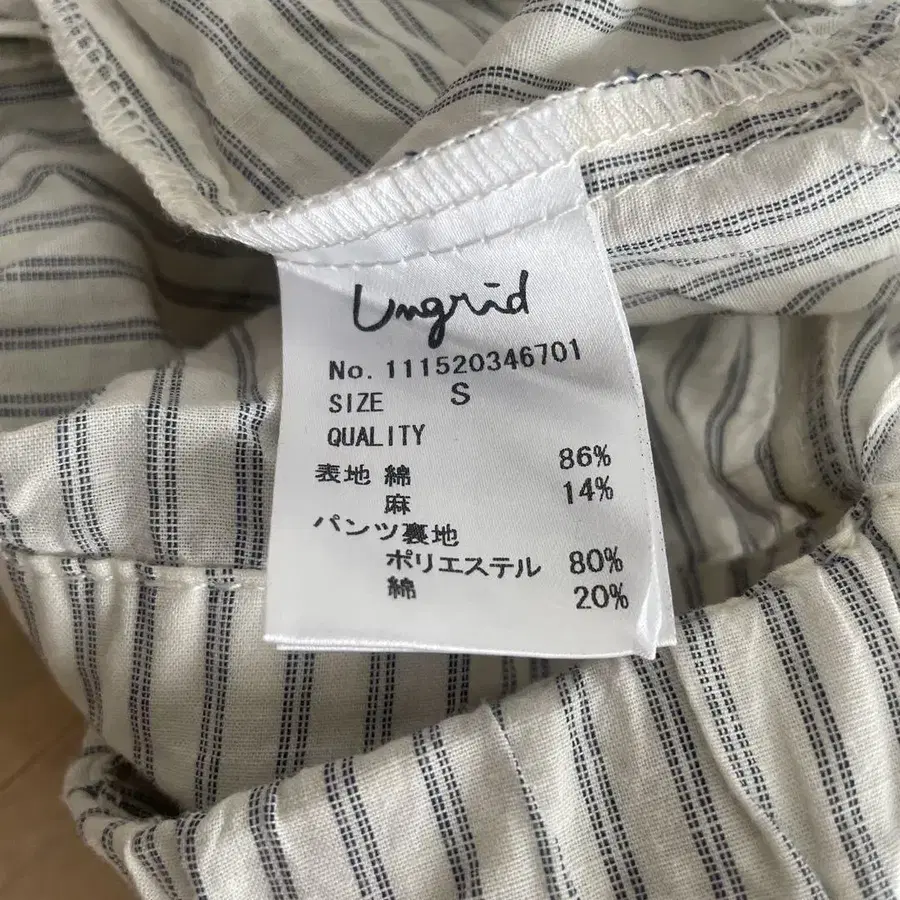 Ungrid
No. 111520346701
SIZE S
QUALITY
表地 綿 86%
麻 14%
パンツ裏地
ポリエステル 80%
綿 20%